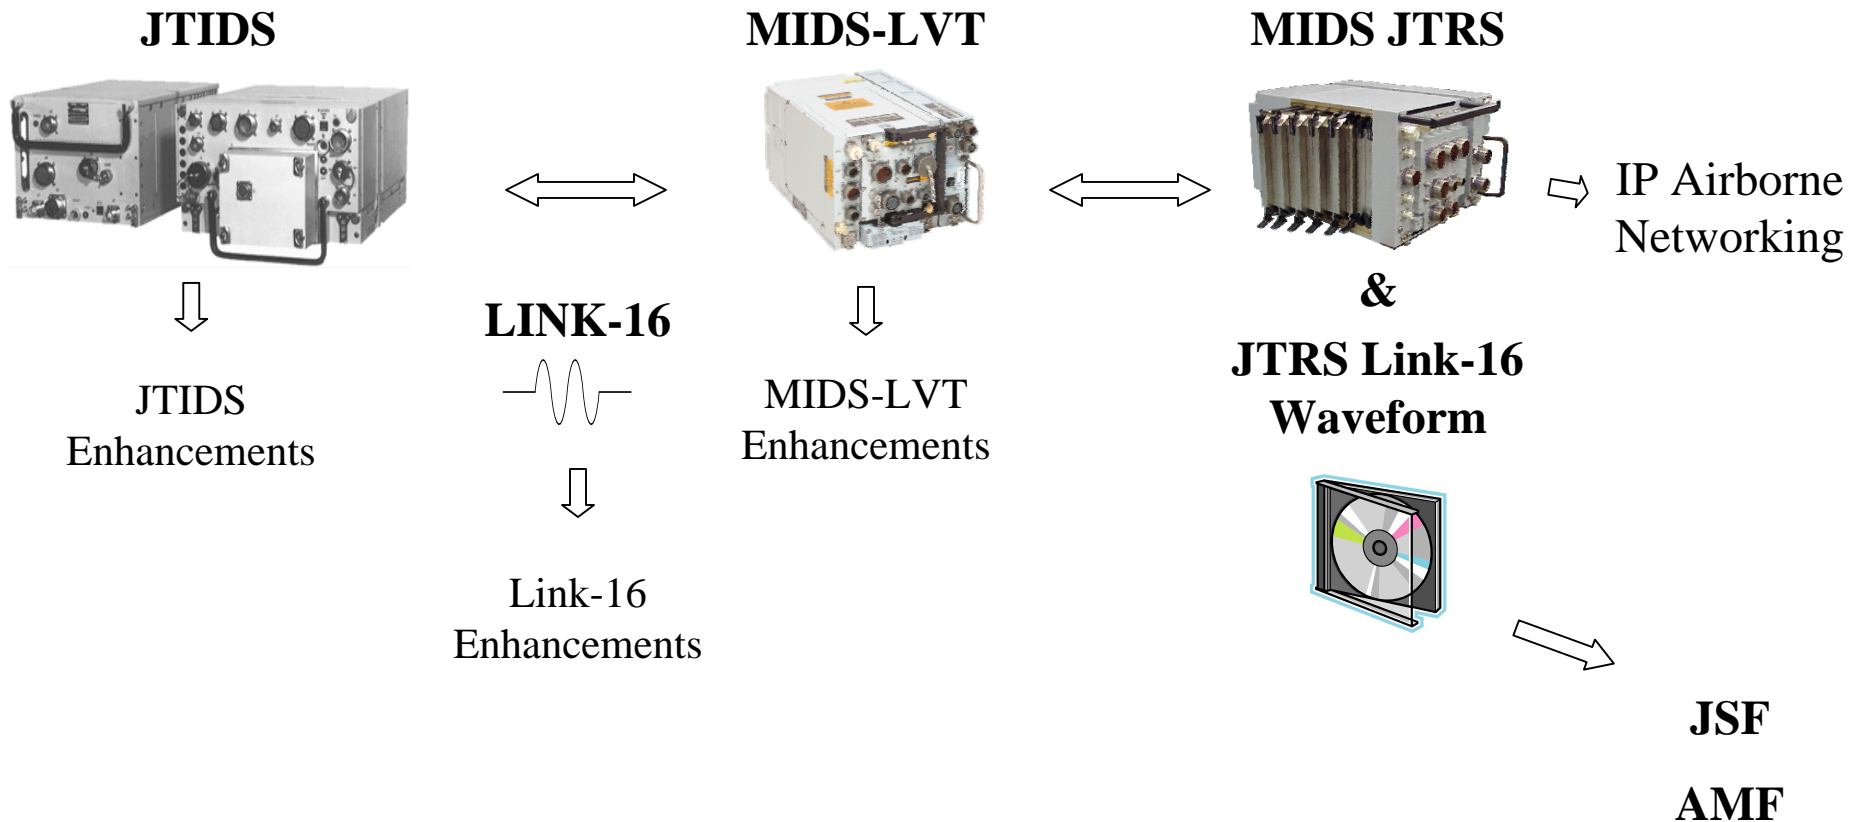 JTIDS
MIDS-LVT
MIDS JTRS
IP Airborne
Networking
&
LINK-16
JTRS Link-16
Waveform
JTIDS
Enhancements
MIDS-LVT
Enhancements
Link-16
Enhancements
JSF
AMF